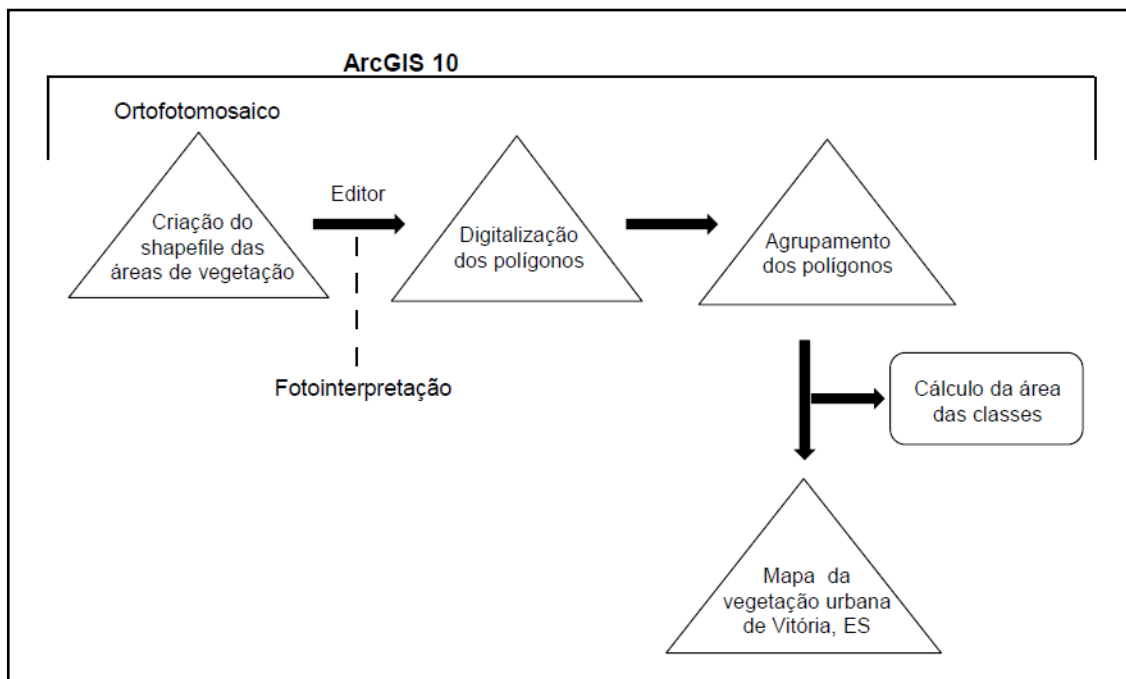 ArcGIS 10
Ortofotomosaico
Criação do
shapefile das
áreas de vegetação
Editor
Fotointerpretação
Digitalização
dos polígonos
Agrupamento
dos polígonos
Cálculo da área
das classes
Mapa da
vegetação urbana
de Vitória, ES